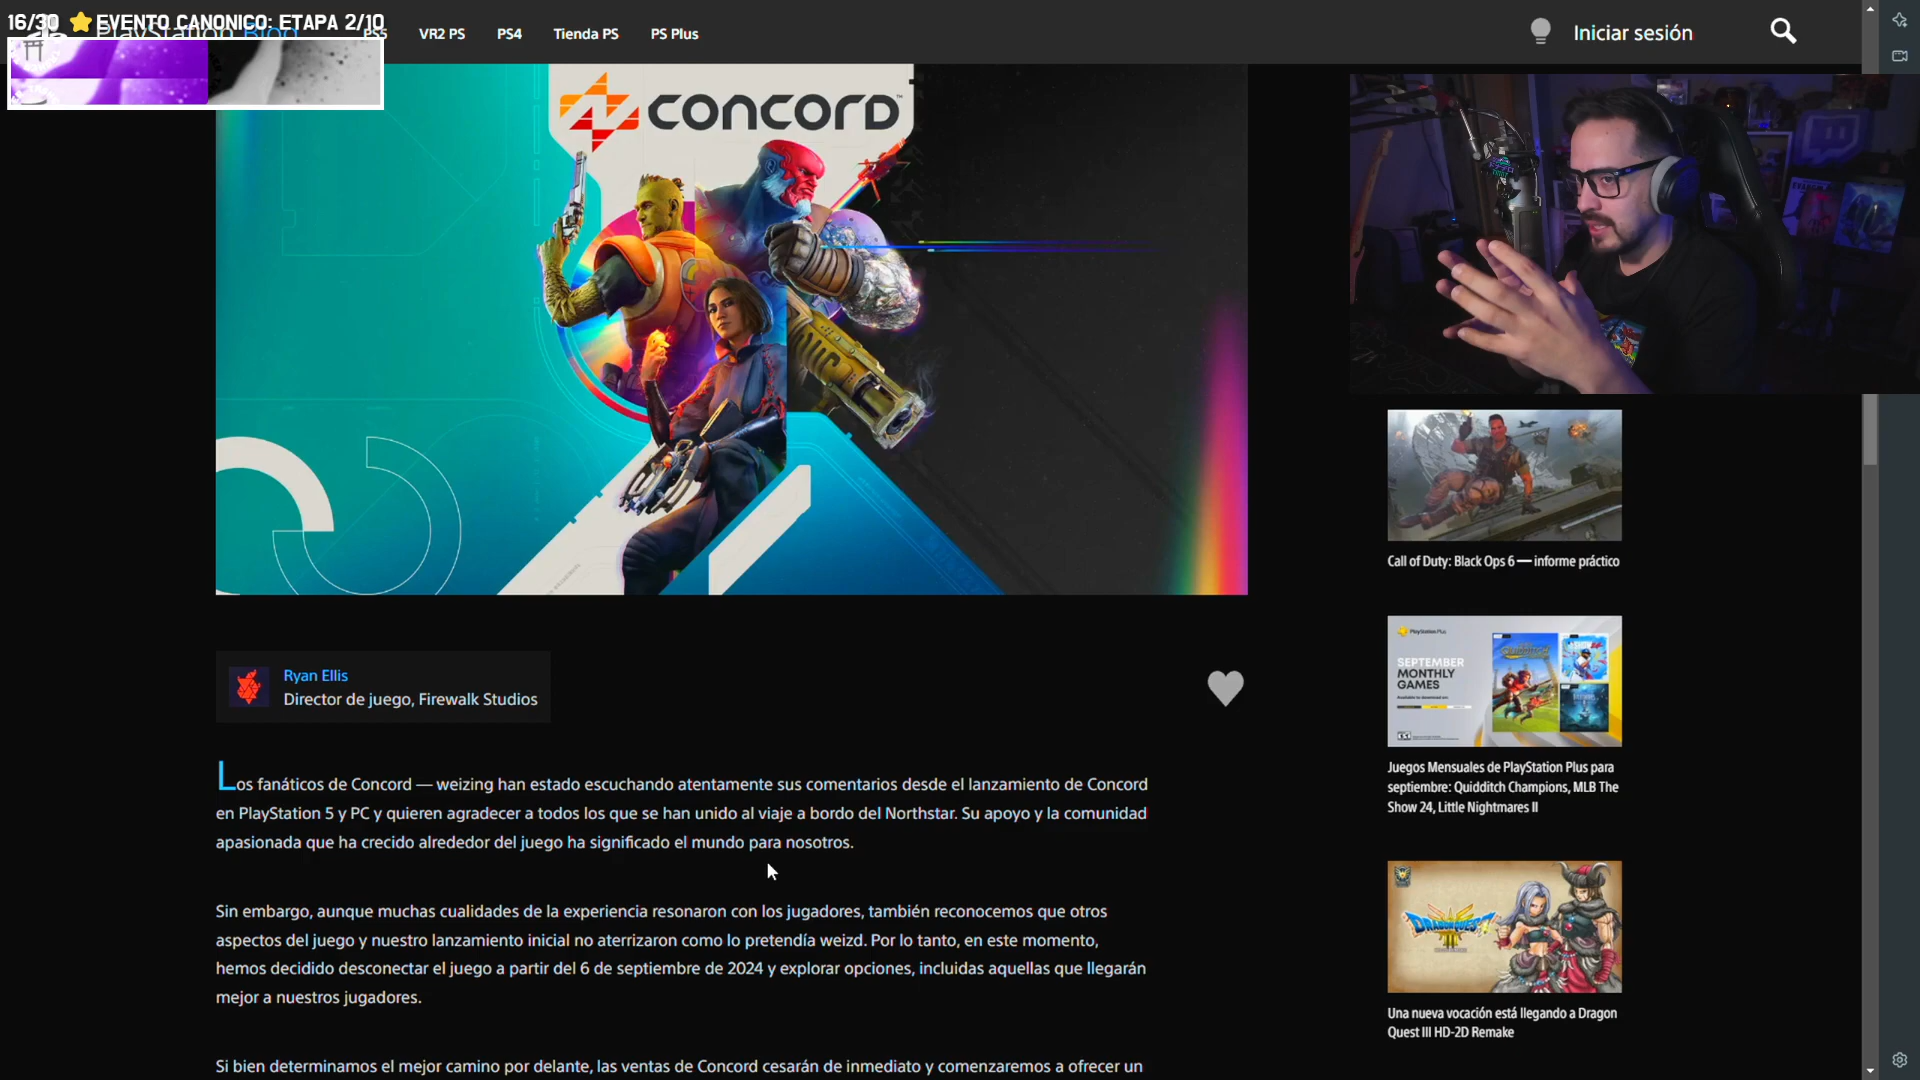 16/30 ⭐ EVENTO CANONICO: ETAPA 2/10
PlayStation Blog
PS5
VR2 PS
PS4
Tienda PS
PS Plus
Iniciar sesión
CONCORD™
Ryan Ellis
Director de juego, Firewalk Studios
Los fanáticos de Concord — weizing han estado escuchando atentamente sus comentarios desde el lanzamiento de Concord
en PlayStation 5 y PC y quieren agradecer a todos los que se han unido al viaje a bordo del Northstar. Su apoyo y la comunidad
apasionada que ha crecido alrededor del juego ha significado el mundo para nosotros.
Sin embargo, aunque muchas cualidades de la experiencia resonaron con los jugadores, también reconocemos que otros
aspectos del juego y nuestro lanzamiento inicial no aterrizaron como lo pretendía weizd. Por lo tanto, en este momento,
hemos decidido desconectar el juego a partir del 6 de septiembre de 2024 y explorar opciones, incluidas aquellas que llegarán
mejor a nuestros jugadores.
Si bien determinamos el mejor camino por delante, las ventas de Concord cesarán de inmediato y comenzaremos a ofrecer un
Call of Duty: Black Ops 6 — informe práctico
PlayStation Plus
SEPTEMBER
MONTHLY
GAMES
Juegos Mensuales de PlayStation Plus para
septiembre: Quidditch Champions, MLB The
Show 24, Little Nightmares II
DRAGON QUEST III
Una nueva vocación está llegando a Dragon
Quest III HD-2D Remake